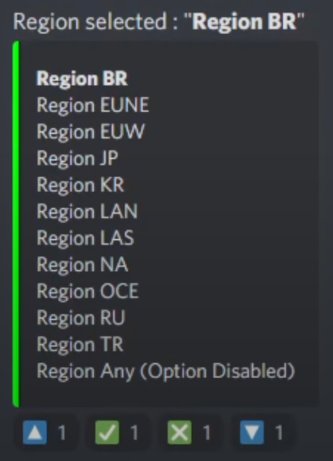 Region selected : "Region BR"
Region BR
Region EUNE
Region EUW
Region JP
Region KR
Region LAN
Region LAS
Region NA
Region OCE
Region RU
Region TR
Region Any (Option Disabled)
1 1 1 1